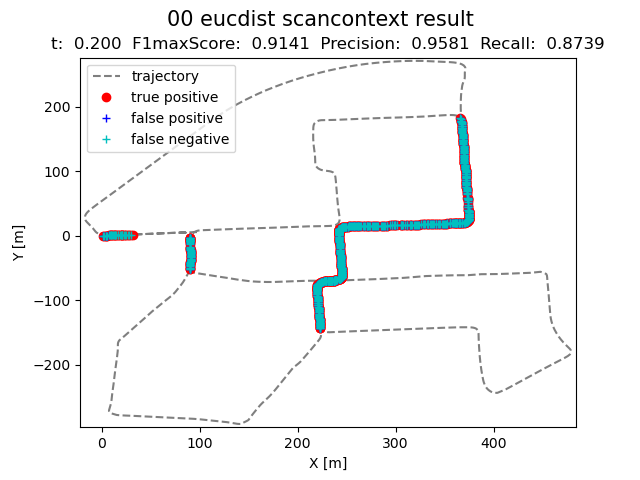 00 eucdist scancontext result
t: 0.200 F1maxScore: 0.9141 Precision: 0.9581 Recall: 0.8739
trajectory
true positive
false positive
false negative
200
100
0
−100
−200
Y [m]
0 100 200 300 400
X [m]